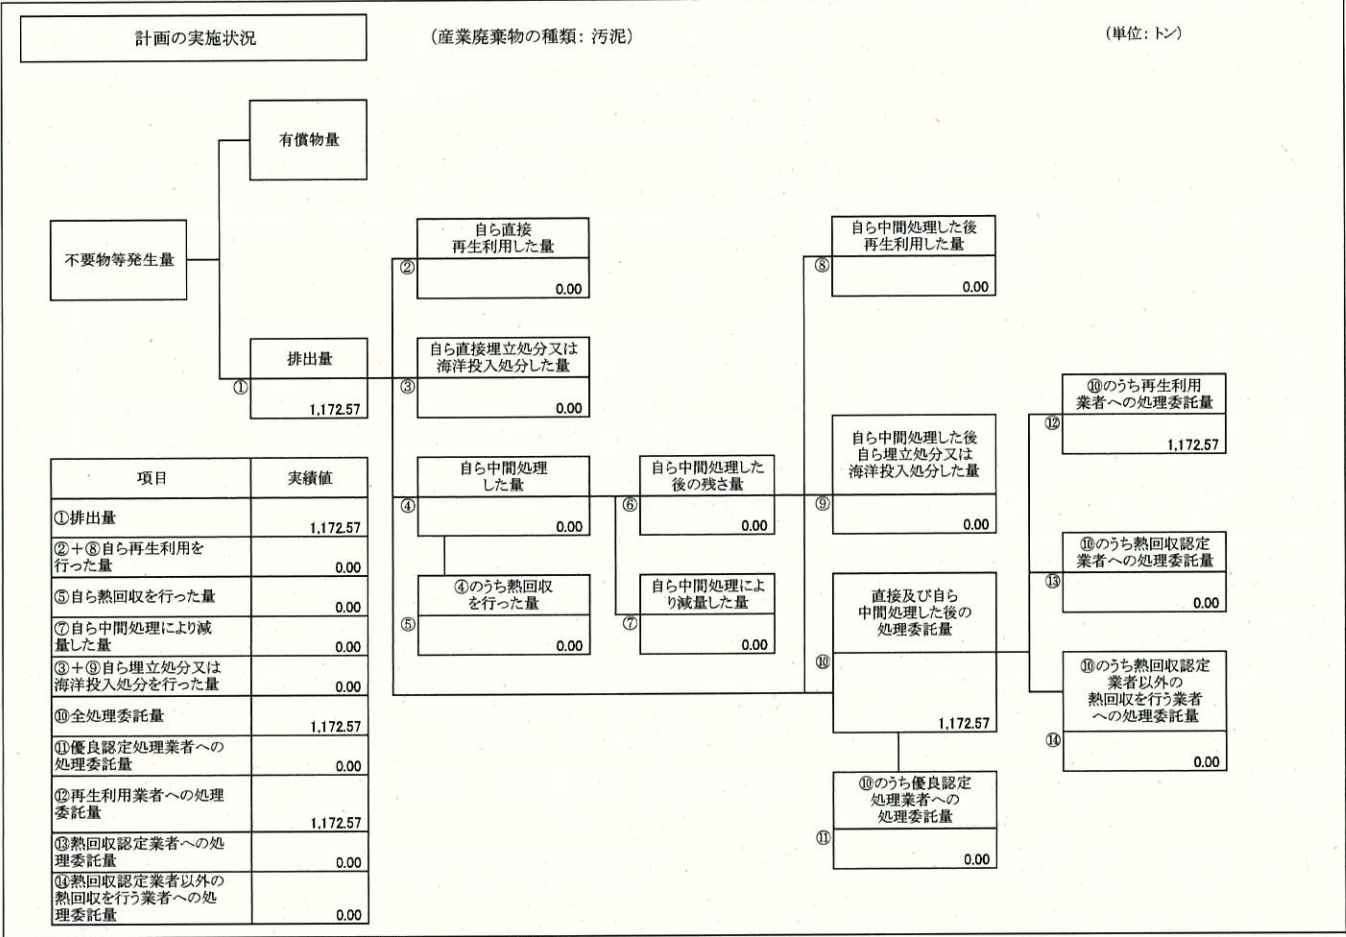 計画の実施状況
(産業廃棄物の種類: 汚泥)
(単位: トン)
有償物量
不要物等発生量
排出量
①
1,172.57
自ら直接
再生利用した量
②
0.00
自ら直接埋立処分又は
海洋投入処分した量
③
0.00
自ら中間処理
した量
④
0.00
④のうち熱回収
を行った量
⑤
0.00
自ら中間処理した
後の残さ量
⑥
0.00
自ら中間処理によ
り減量した量
⑦
0.00
自ら中間処理した後
再生利用した量
⑧
0.00
自ら中間処理した後
自ら埋立処分又は
海洋投入処分した量
⑨
0.00
直接及び自ら
中間処理した後の
処理委託量
⑩
1,172.57
⑩のうち優良認定
処理業者への
処理委託量
⑪
0.00
⑩のうち再生利用
業者への処理委託量
⑫
1,172.57
⑩のうち熱回収認定
業者への処理委託量
⑬
0.00
⑩のうち熱回収認定
業者以外の
熱回収を行う業者
への処理委託量
⑭
0.00
項目 実績値
①排出量 1,172.57
②+⑧自ら再生利用を
行った量 0.00
⑤自ら熱回収を行った量 0.00
⑦自ら中間処理により減
量した量 0.00
③+⑨自ら埋立処分又は
海洋投入処分を行った量 0.00
⑩全処理委託量 1,172.57
⑪優良認定処理業者への
処理委託量 0.00
⑫再生利用業者への処理
委託量 1,172.57
⑬熱回収認定業者への処
理委託量 0.00
⑭熱回収認定業者以外の
熱回収を行う業者への処
理委託量 0.00